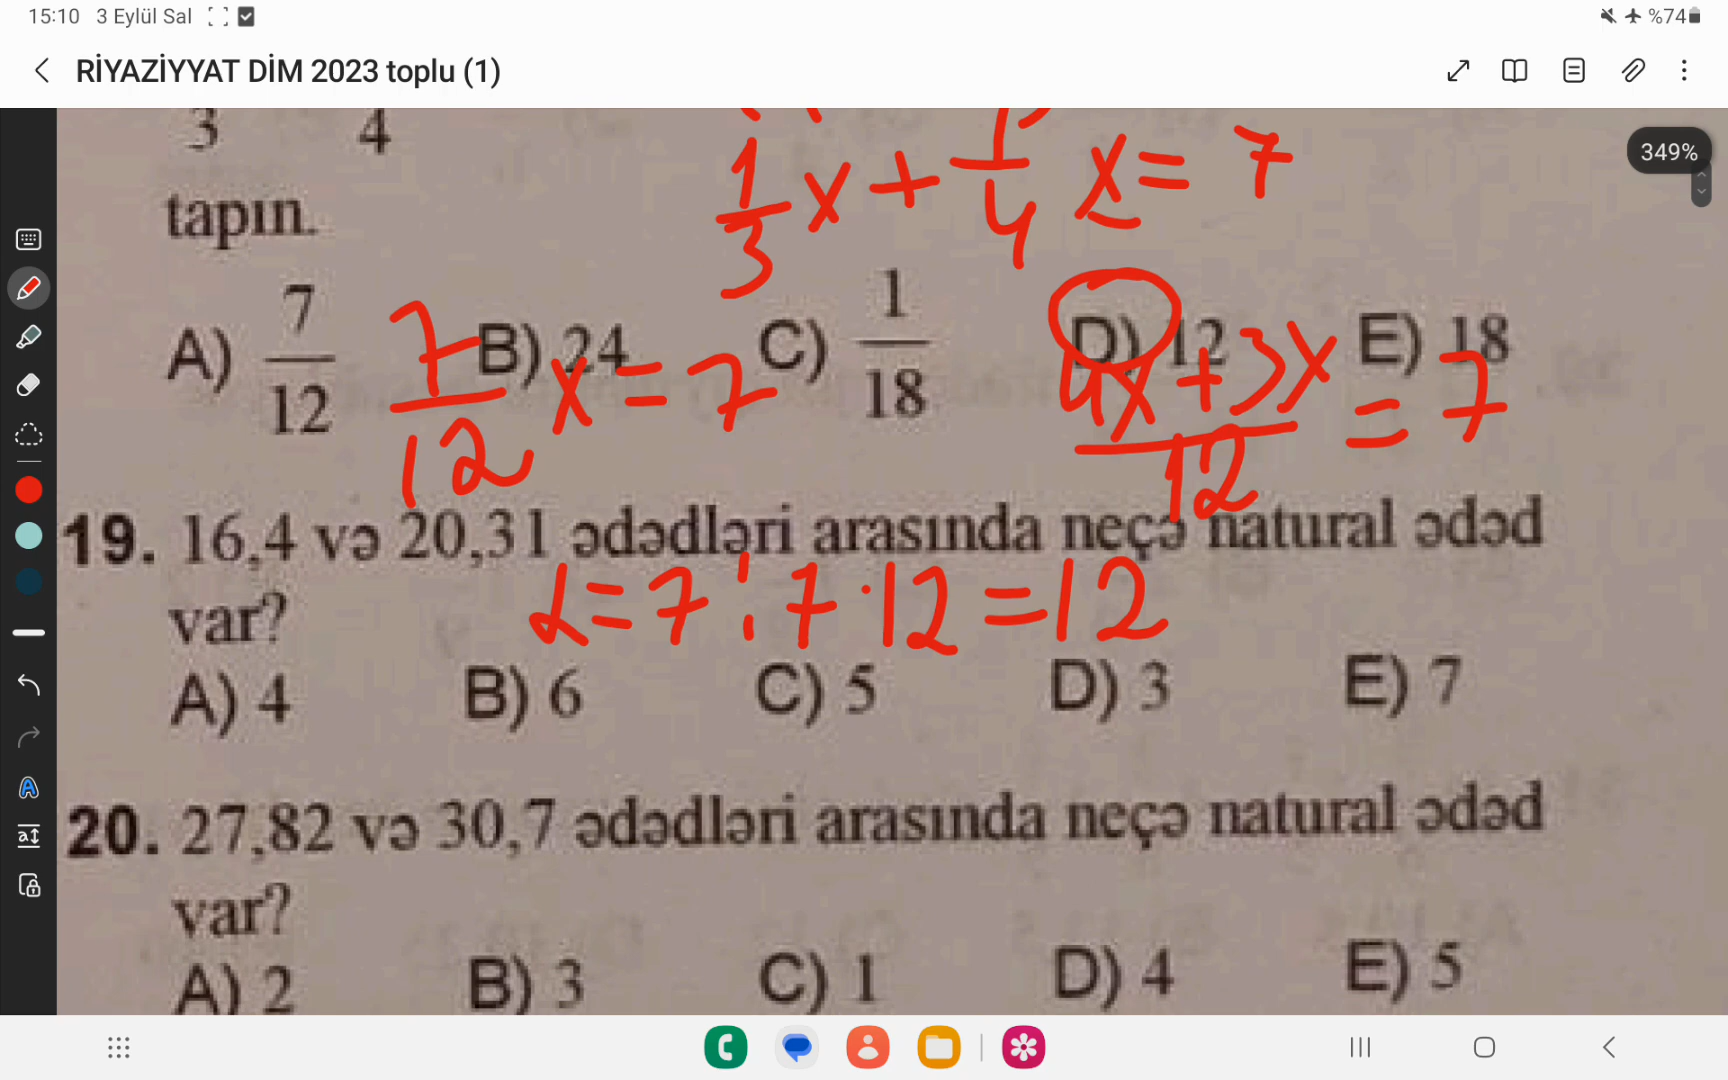 15:10 3 Eylül Sal %74
RİYAZİYYAT DİM 2023 toplu (1)
349%
3 4
tapın.
1/3 x + 1/4 x = 7
A) 7/12 B) 24 C) 1/18 D) 12 E) 18
7/12 x = 7
4x + 3x / 12 = 7
19. 16,4 və 20,31 ədədləri arasında neçə natural ədəd
var?
x = 7 : 7 · 12 = 12
A) 4 B) 6 C) 5 D) 3 E) 7
20. 27,82 və 30,7 ədədləri arasında neçə natural ədəd
var?
A) 2 B) 3 C) 1 D) 4 E) 5